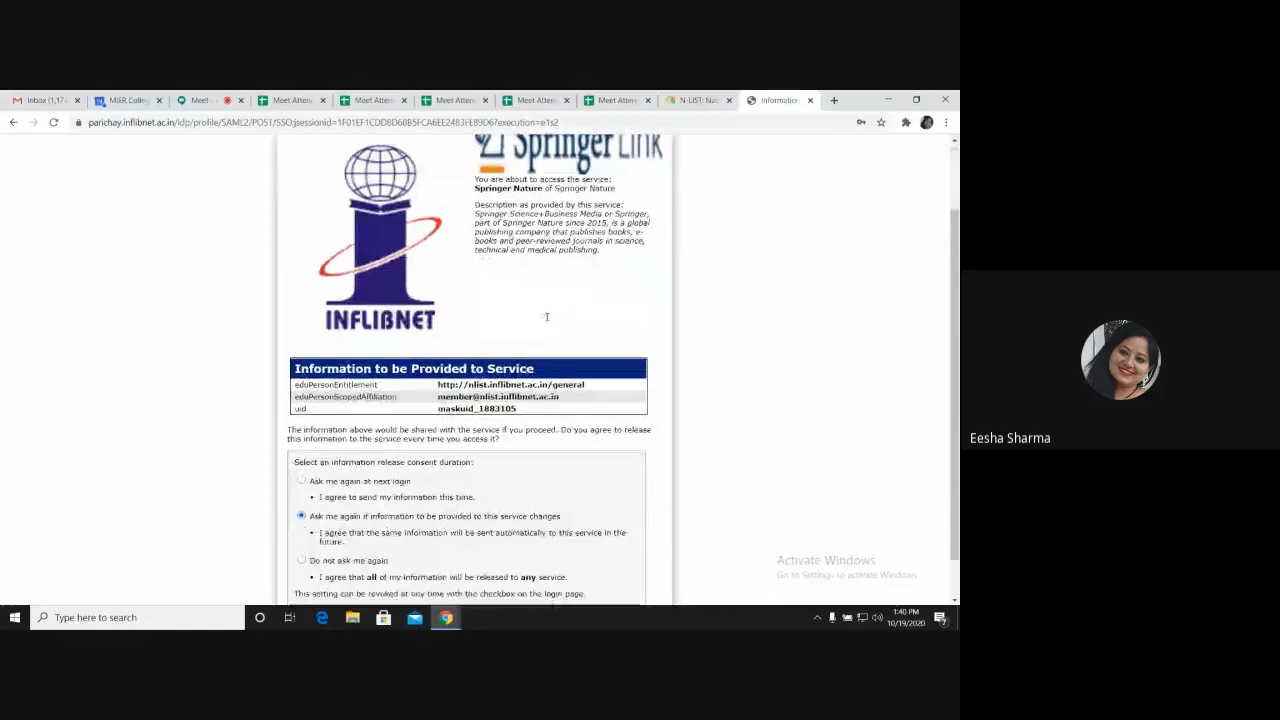 Inbox (1,174
MIER Colleg
Meet -
Meet Atten
Meet Atten
Meet Atten
Meet Atten
Meet Atten
N-LIST: Nati
Information
parichay.inflibnet.ac.in/idp/profile/SAML2/POST/SSO;jsessionid=1F01EF1CDD8D68B5FCA6EE2483FE89D6?execution=e1s2
Springer Link
You are about to access the service:
Springer Nature of Springer Nature
Description as provided by this service:
Springer Science+Business Media or Springer,
part of Springer Nature since 2015, is a global
publishing company that publishes books, e-
books and peer-reviewed journals in science,
technical and medical publishing.
INFLIBNET
Information to be Provided to Service
eduPersonEntitlement http://nlist.inflibnet.ac.in/general
eduPersonScopedAffiliation member@nlist.inflibnet.ac.in
uid maskuid_1883105
The information above would be shared with the service if you proceed. Do you agree to release
this information to the service every time you access it?
Select an information release consent duration:
Ask me again at next login
• I agree to send my information this time.
Ask me again if information to be provided to this service changes
• I agree that the same information will be sent automatically to this service in the
future.
Do not ask me again
• I agree that all of my information will be released to any service.
This setting can be revoked at any time with the checkbox on the login page.
Activate Windows
Go to Settings to activate Windows.
Eesha Sharma
Type here to search
1:40 PM
10/19/2020